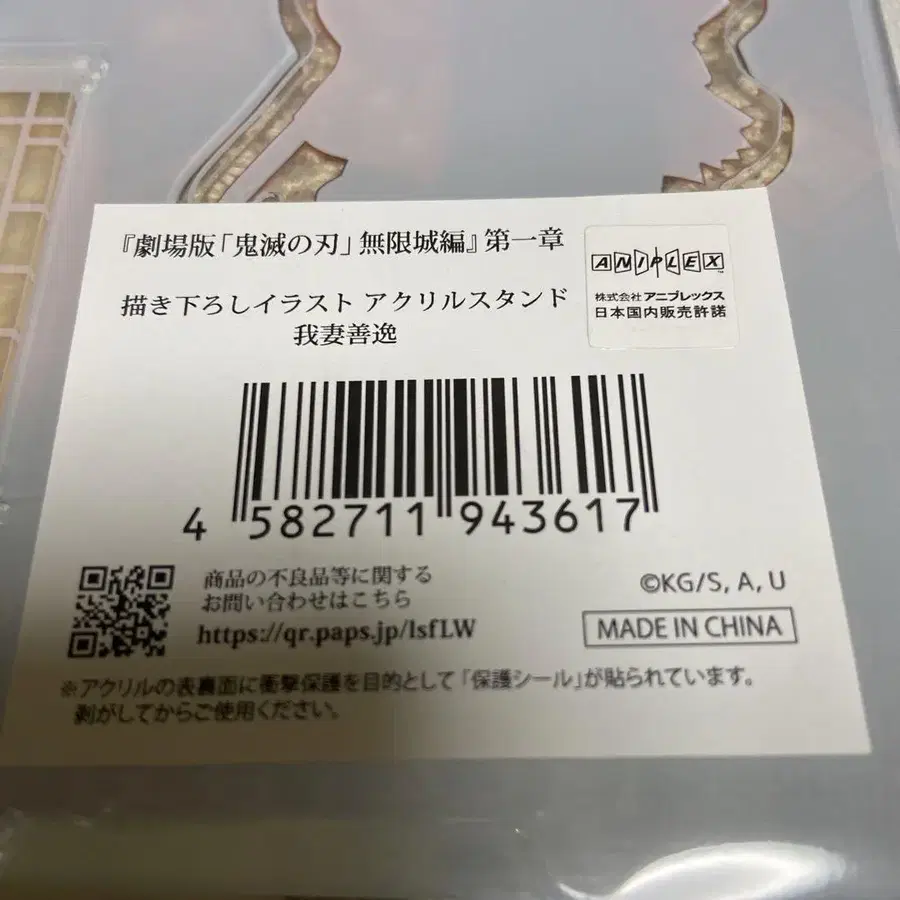 『劇場版「鬼滅の刃」無限城編』第一章
描き下ろしイラスト アクリルスタンド
我妻善逸
ANIPLEX™
株式会社 アニプレックス
日本国内販売許諾
4 582711 943617
商品の不良品等に関する
お問い合わせはこちら
https://qr.paps.jp/lsfLW
©KG/S, A, U
MADE IN CHINA
※アクリルの表裏面に衝撃保護を目的として「保護シール」が貼られています。
剥がしてからご使用ください。